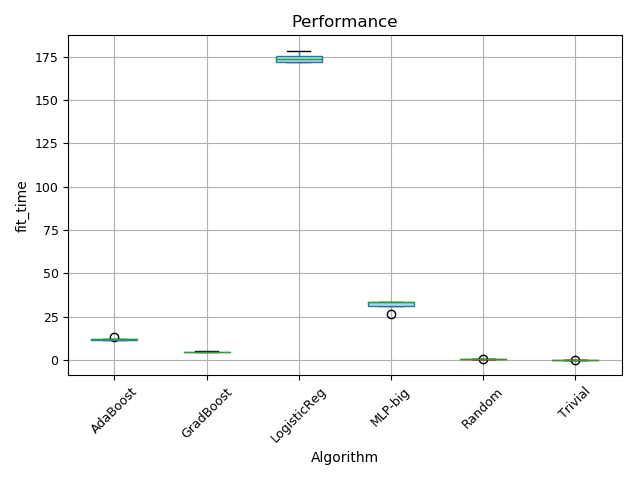 Performance
fit_time
175
150
125
100
75
50
25
0
AdaBoost
GradBoost
LogisticReg
MLP-big
Random
Trivial
Algorithm